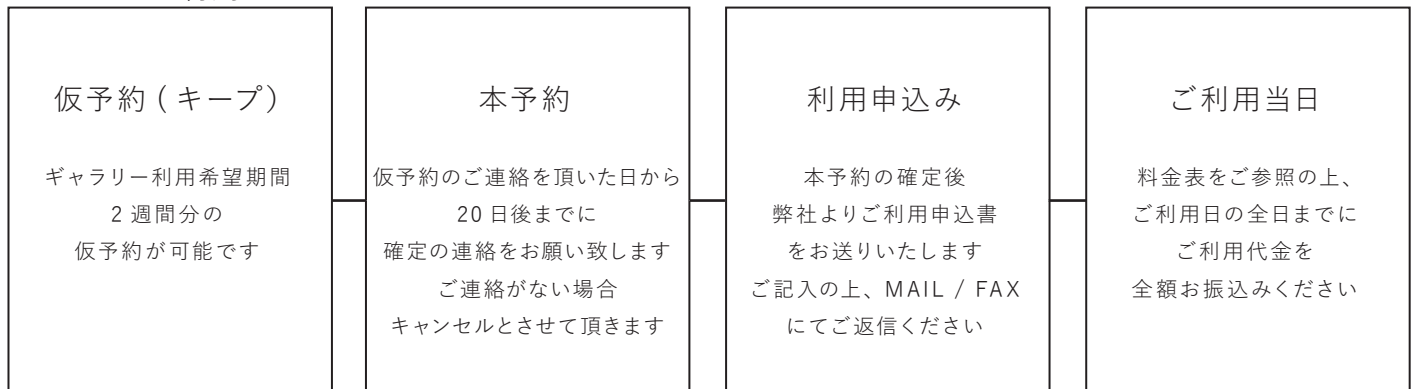 仮予約 ( キープ )
ギャラリー利用希望期間
2 週間分の
仮予約が可能です
本予約
仮予約のご連絡を頂いた日から
20 日後までに
確定の連絡をお願い致します
ご連絡がない場合
キャンセルとさせて頂きます
利用申込み
本予約の確定後
弊社よりご利用申込書
をお送りいたします
ご記入の上、MAIL / FAX
にてご返信ください
ご利用当日
料金表をご参照の上、
ご利用日の全日までに
ご利用代金を
全額お振込みください